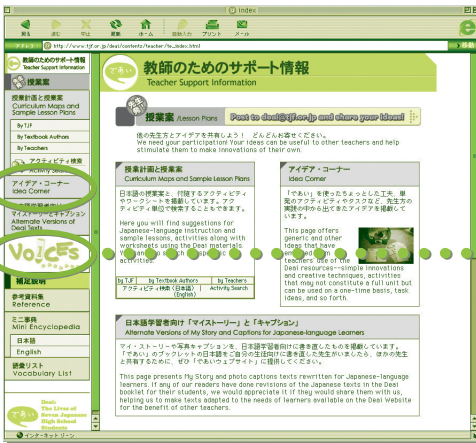 Index
戻る 進む 中止 更新 ホーム 自動入力 プリント メール
アドレス http://www.tjf.or.jp/deai/contents/teacher/te_index.html 移動
であい 教師のためのサポート情報
Teacher Support Information
授業案
授業計画と授業案
Curriculum Maps and
Sample Lesson Plans
By TJF
By Textbook Authors
By Teachers
アクティビティ検索
Activity Search
アイデア・コーナー
Idea Corner
マイストーリーとキャプション
Alternate Versions of
Deai Texts
VOiCES
補足説明
参考資料集
Reference
ミニ事典
Mini Encyclopedia
日本語
English
語彙リスト
Vocabulary List
であい
Deai:
The Lives of
Seven Japanese
High School
Students
であい 教師のためのサポート情報
Teacher Support Information
授業案 /Lesson Plans Post to deai@tjf.or.jp and share your ideas!
他の先生方とアイデアを共有しよう! どんどんお寄せください。
We need your participation! Your ideas can be useful to other teachers and help
stimulate them to make innovations of their own.
授業計画と授業案
Curriculum Maps and Sample Lesson Plans
日本語の授業案と、付随するアクティビティ
やワークシートを掲載しています。アク
ティビティ単位で検索することもできます。
Here you will find suggestions for
Japanese-language instruction and
sample lessons, activities along with
worksheets using the Deai materials.
activities.
by TJF | by Textbook Authors | by Teachers
アクティビティ検索 (日本語) | Activity Search
(English)
アイデア・コーナー
Idea Corner
「であい」を使ったちょっとした工夫、単
発のアクティビティやタスクなど、先生方の
実践の中から出てきたアイデアを掲載して
います。
This page offers
generic and other
ideas that have
teachers' use of the
Deai resources--simple innovations
and creative techniques, activities
that may not constitute a full unit but
can be used on a one-time basis, task
ideas, and so forth.
日本語学習者向け「マイストーリー」と「キャプション」
Alternate Versions of My Story and Captions for Japanese-language Learners
マイ・ストーリーや写真キャプションを、日本語学習者向けに書き直したものを掲載しています。
「であい」のブックレットの日本語をご自分の生徒向けに書き直した先生がいましたら、ほかの先生
と共有するために、ぜひ「であいウェブサイト」に提供してください。
This page presents My Story and photo captions texts rewritten for Japanese-language
learners. If any of our readers have done revisions of the Japanese texts in the Deai
booklet for their students, we would appreciate it if they would share them with us,
helping us to make texts adapted to the needs of learners available on the Deai Website
for the benefit of other teachers.
インターネットゾーン